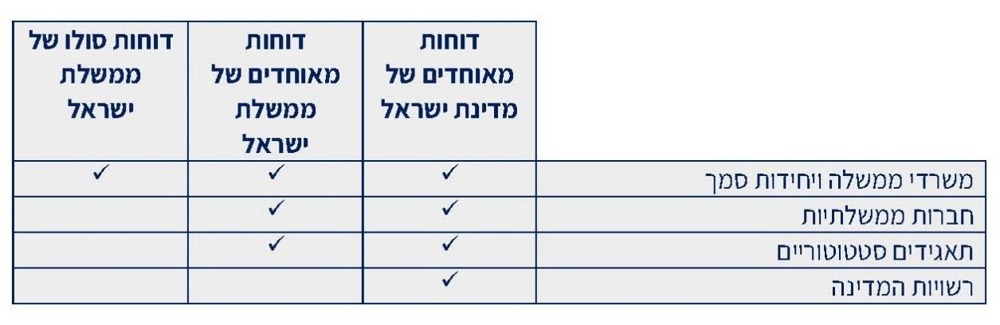 דוחות
מאוחדים של
מדינת ישראל
דוחות
מאוחדים של
ממשלת
ישראל
דוחות סולו של
ממשלת
ישראל
משרדי ממשלה ויחידות סמך ✓ ✓ ✓
חברות ממשלתיות ✓ ✓
תאגידים סטטוטוריים ✓ ✓
רשויות המדינה ✓